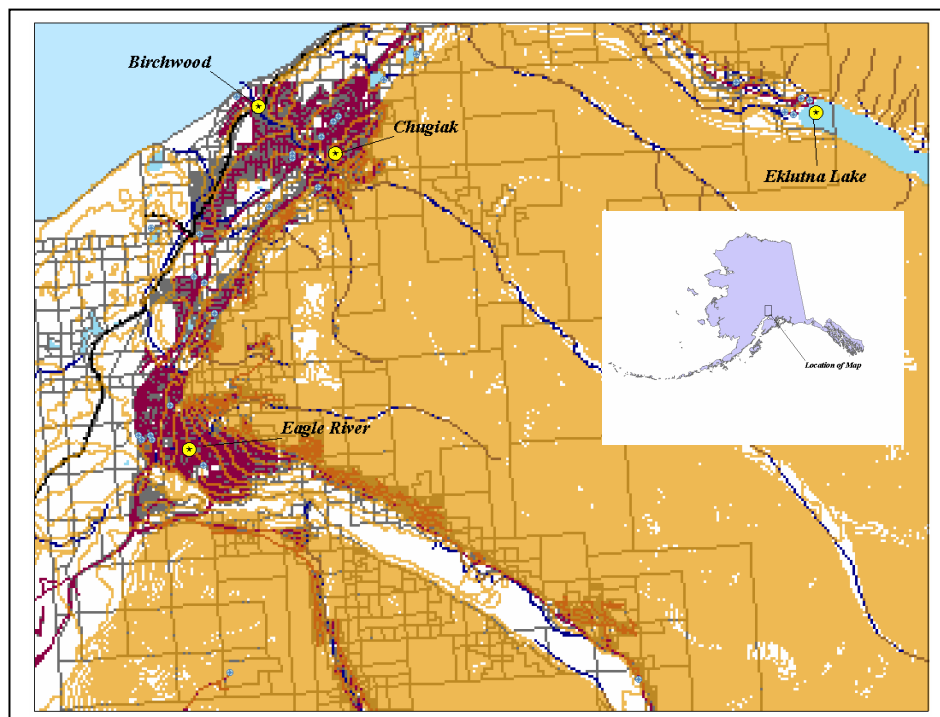 Birchwood
Chugiak
Eklutna Lake
Location of Map
Eagle River